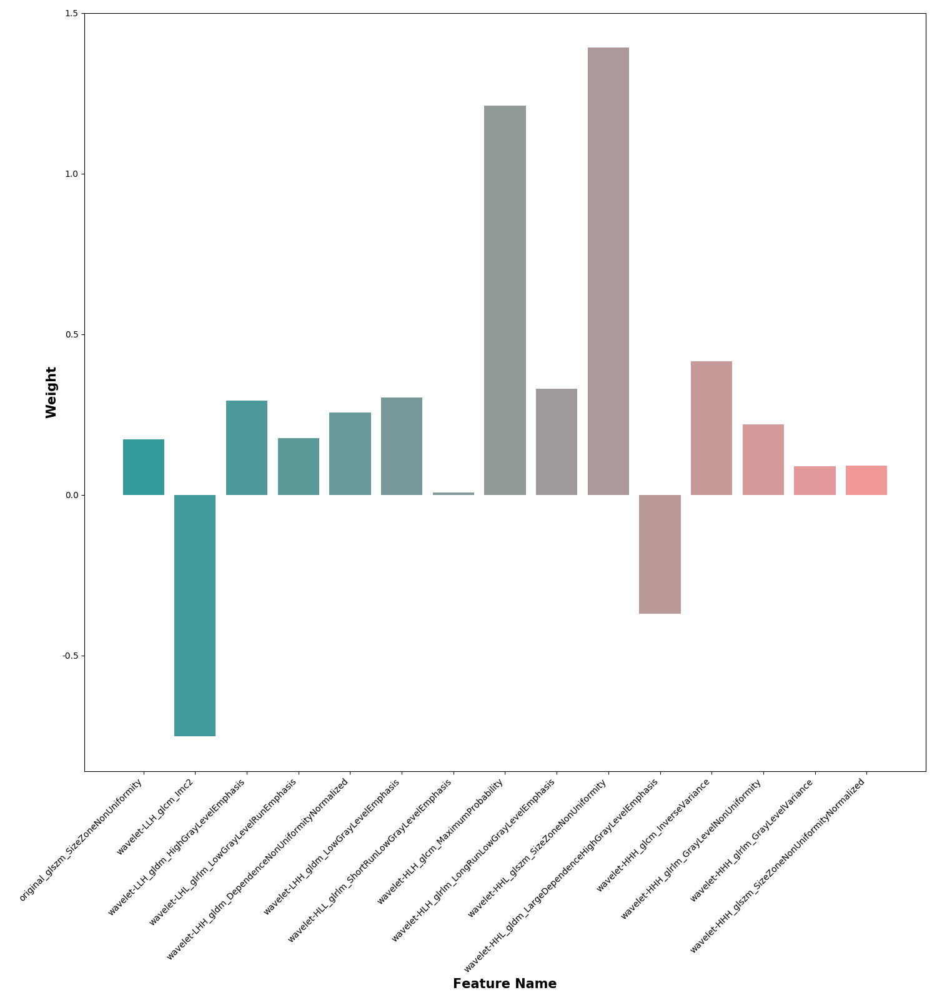 1.5
1.0
0.5
0.0
-0.5
Weight
original_glszm_SizeZoneNonUniformity
wavelet-LLH_glcm_Imc2
wavelet-LLH_gldm_HighGrayLevelEmphasis
wavelet-LHL_glrlm_LowGrayLevelRunEmphasis
wavelet-LHH_gldm_DependenceNonUniformityNormalized
wavelet-LHH_gldm_LowGrayLevelEmphasis
wavelet-HLL_glrlm_ShortRunLowGrayLevelEmphasis
wavelet-HLH_glcm_MaximumProbability
wavelet-HLH_glrlm_LongRunLowGrayLevelEmphasis
wavelet-HHL_glszm_SizeZoneNonUniformity
wavelet-HHL_gldm_LargeDependenceHighGrayLevelEmphasis
wavelet-HHH_glcm_InverseVariance
wavelet-HHH_glrlm_GrayLevelNonUniformity
wavelet-HHH_glrlm_GrayLevelVariance
wavelet-HHH_glszm_SizeZoneNonUniformityNormalized
Feature Name